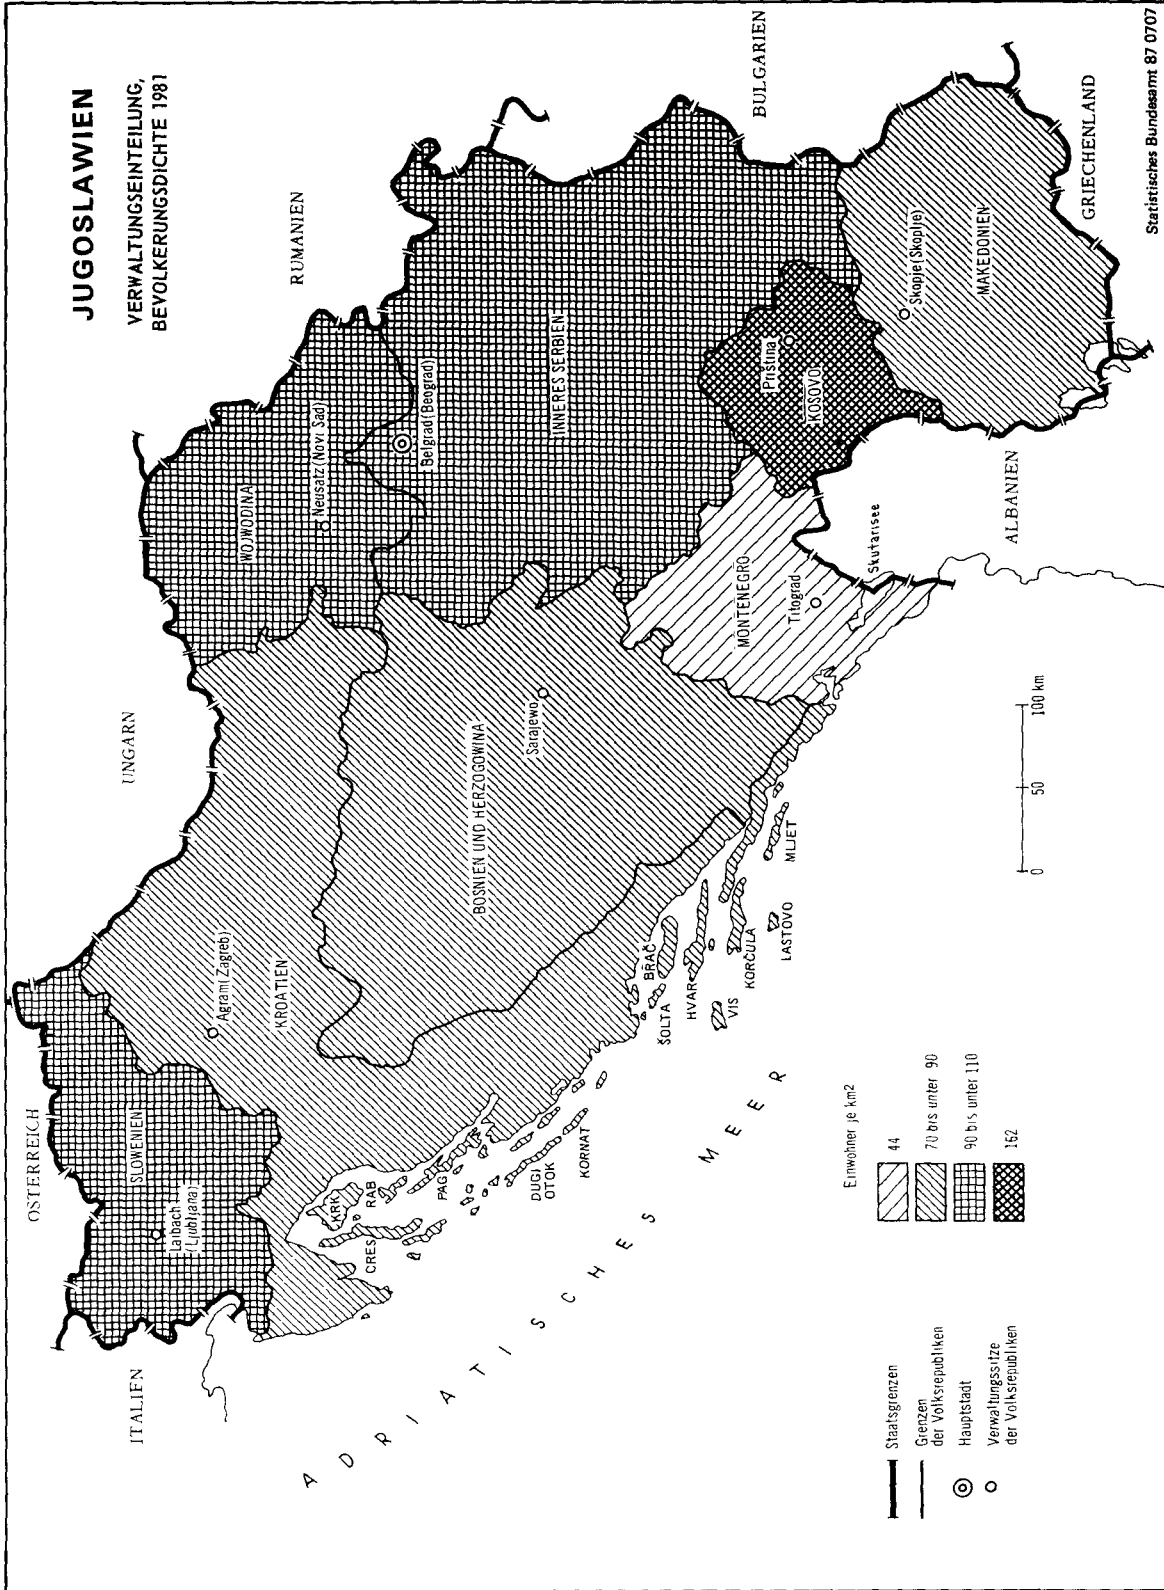 JUGOSLAWIEN
VERWALTUNGSEINTEILUNG,
BEVOLKERUNGSDICHTE 1981
OSTERREICH
UNGARN
RUMANIEN
ITALIEN
BULGARIEN
GRIECHENLAND
ALBANIEN
SLOWENIEN
Laibach
(Ljubljana)
Agram(Zagreb)
KROATIEN
WOJWODINA
Neusatz(Novi Sad)
Belgrad(Beograd)
INNERES SERBIEN
BOSNIEN UND HERZOGOWINA
Sarajewo
MONTENEGRO
Titograd
Skutarisee
Priština
KOSOVO
Skopje(Skoplje)
MAKEDONIEN
KRK
CRES
RAB
PAG
DUGI
OTOK
KORNAT
BRAČ
ŠOLTA
HVAR
VIS
KORČULA
LASTOVO
MLJET
ADRIATISCHES MEER
0 50 100 km
Staatsgrenzen
Grenzen
der Volksrepubliken
Hauptstadt
Verwaltungssitze
der Volksrepubliken
Einwohner je km²
44
70 bis unter 90
90 bis unter 110
162
Statistisches Bundesamt 87 0707